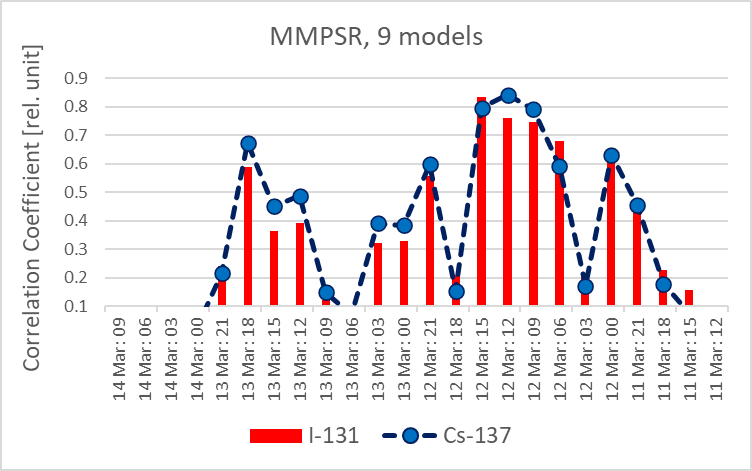 MMPSR, 9 models
Correlation Coefficient [rel. unit]
0.9
0.8
0.7
0.6
0.5
0.4
0.3
0.2
0.1
14 Mar: 09
14 Mar: 06
14 Mar: 03
14 Mar: 00
13 Mar: 21
13 Mar: 18
13 Mar: 15
13 Mar: 12
13 Mar: 09
13 Mar: 06
13 Mar: 03
13 Mar: 00
12 Mar: 21
12 Mar: 18
12 Mar: 15
12 Mar: 12
12 Mar: 09
12 Mar: 06
12 Mar: 03
12 Mar: 00
11 Mar: 21
11 Mar: 18
11 Mar: 15
11 Mar: 12
I-131
Cs-137